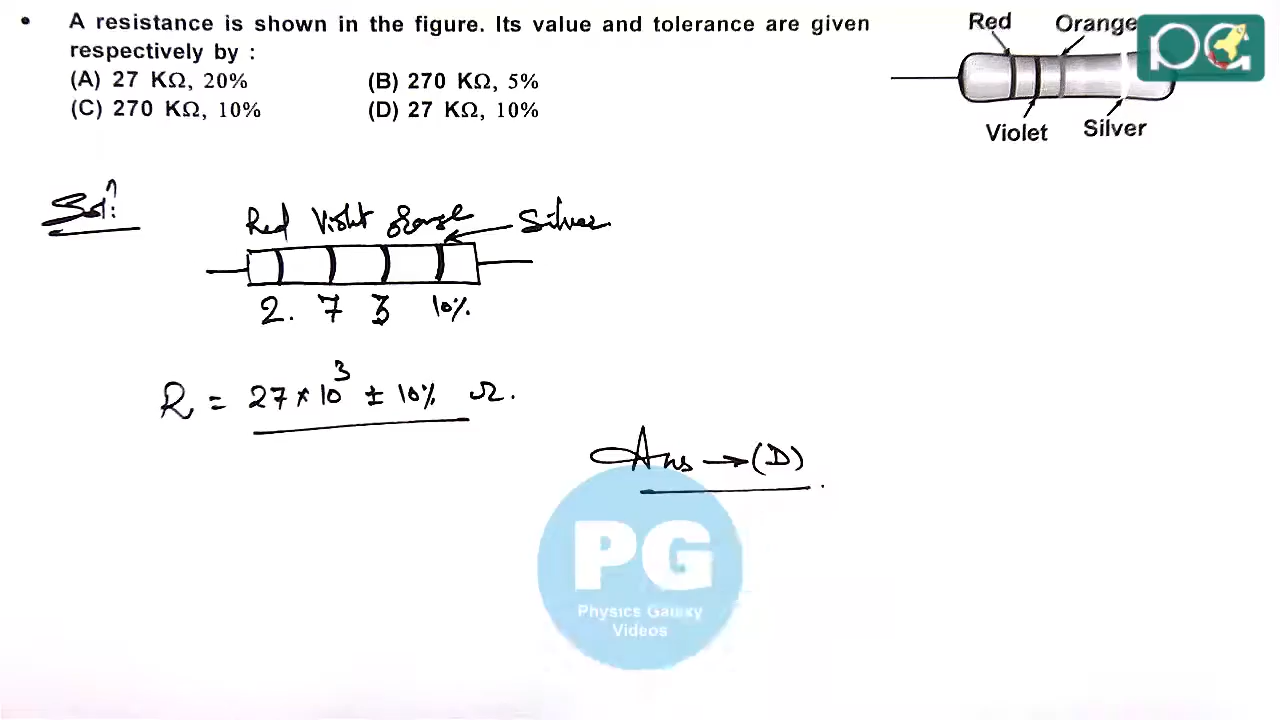 • A resistance is shown in the figure. Its value and tolerance are given
respectively by :
(A) 27 KΩ, 20% (B) 270 KΩ, 5%
(C) 270 KΩ, 10% (D) 27 KΩ, 10%
Red Orange
Violet Silver
PG
Solⁿ:
Red Violet Orange Silver
2. 7 3 10%
R = 27 × 10³ ± 10% Ω.
Ans → (D)
PG
Physics Galaxy
Videos